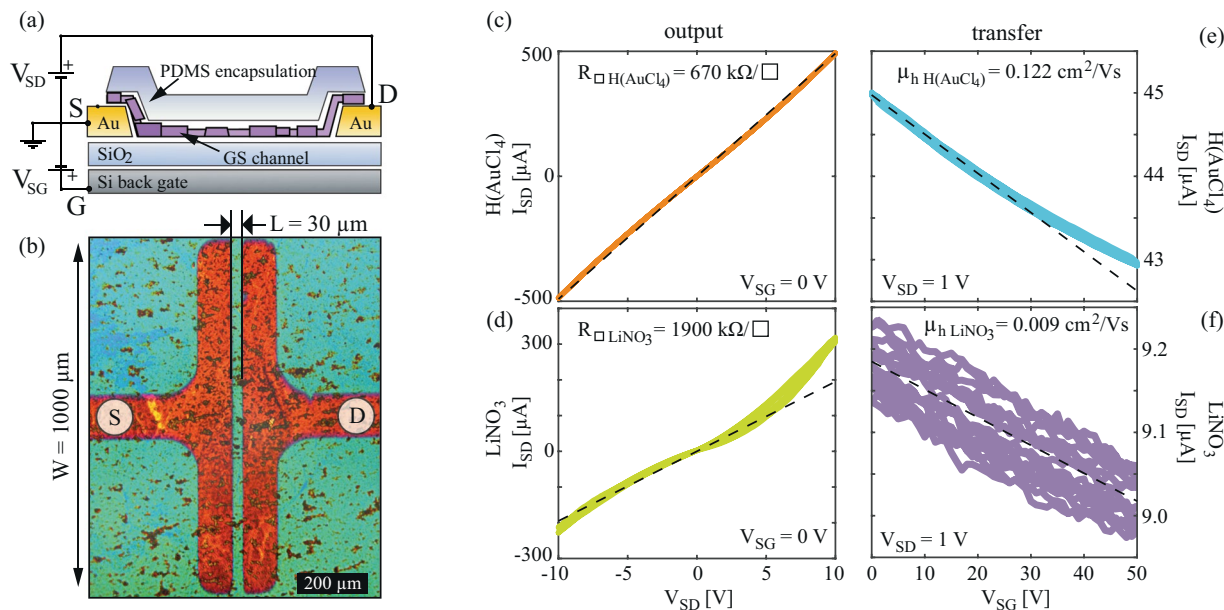 (a)
V_SD
+
PDMS encapsulation
S
D
Au
Au
GS channel
SiO₂
+
V_SG
Si back gate
G
(b)
L = 30 µm
W = 1000 µm
S
D
200 µm
output
transfer
(c)
500
0
-500
H(AuCl₄)
I_SD [µA]
R□ H(AuCl₄) = 670 kΩ/□
V_SG = 0 V
(d)
300
0
-300
LiNO₃
I_SD [µA]
R□ LiNO₃ = 1900 kΩ/□
V_SG = 0 V
-10 -5 0 5 10
V_SD [V]
(e)
µ_h H(AuCl₄) = 0.122 cm²/Vs
45
44
43
H(AuCl₄)
I_SD [µA]
V_SD = 1 V
(f)
µ_h LiNO₃ = 0.009 cm²/Vs
9.2
9.1
9.0
LiNO₃
I_SD [µA]
V_SD = 1 V
0 10 20 30 40 50
V_SG [V]